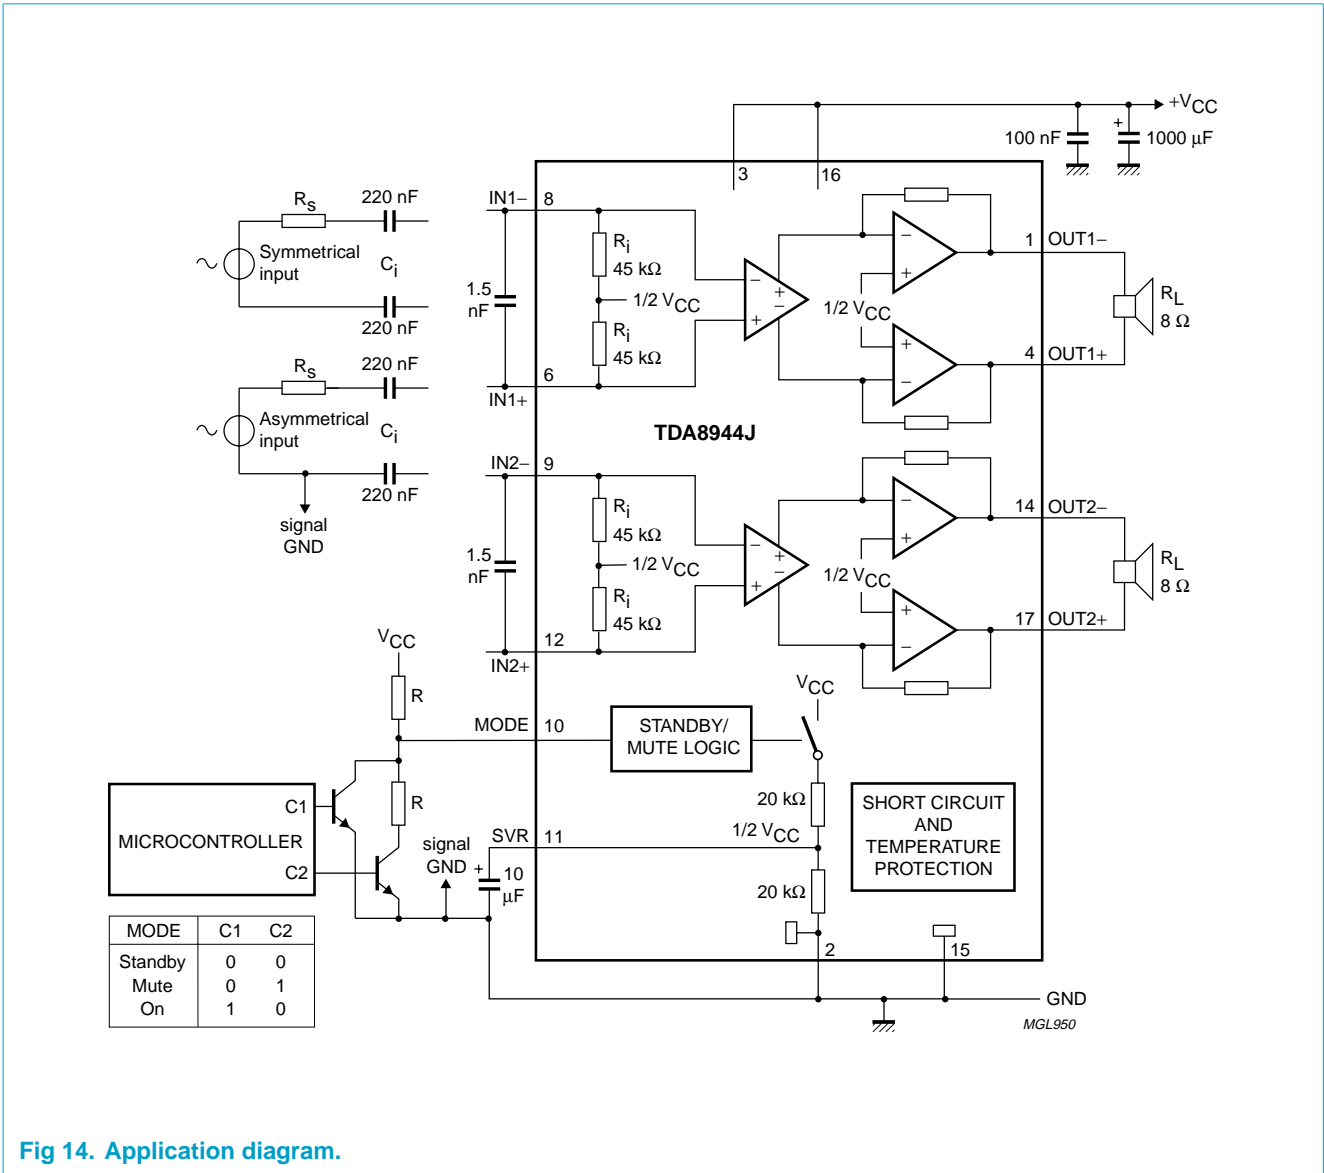 +VCC
100 nF
+
1000 µF
3
16
RS
220 nF
IN1−
8
Symmetrical
input
Ci
Ri
45 kΩ
−
+
1
OUT1−
1.5
nF
1/2 VCC
−
+
−
+
1/2 VCC
RL
8 Ω
220 nF
Ri
45 kΩ
+
−
4
OUT1+
RS
220 nF
6
IN1+
Asymmetrical
input
Ci
TDA8944J
220 nF
signal
GND
IN2−
9
Ri
45 kΩ
−
+
14
OUT2−
1.5
nF
1/2 VCC
−
+
−
+
1/2 VCC
RL
8 Ω
Ri
45 kΩ
+
−
17
OUT2+
12
IN2+
VCC
R
VCC
MODE
10
STANDBY/
MUTE LOGIC
R
20 kΩ
SHORT CIRCUIT
AND
TEMPERATURE
PROTECTION
MICROCONTROLLER
C1
C2
signal
GND
SVR
11
1/2 VCC
+
10
µF
20 kΩ
2
15
MODE C1 C2
Standby 0 0
Mute 0 1
On 1 0
GND
MGL950
Fig 14. Application diagram.